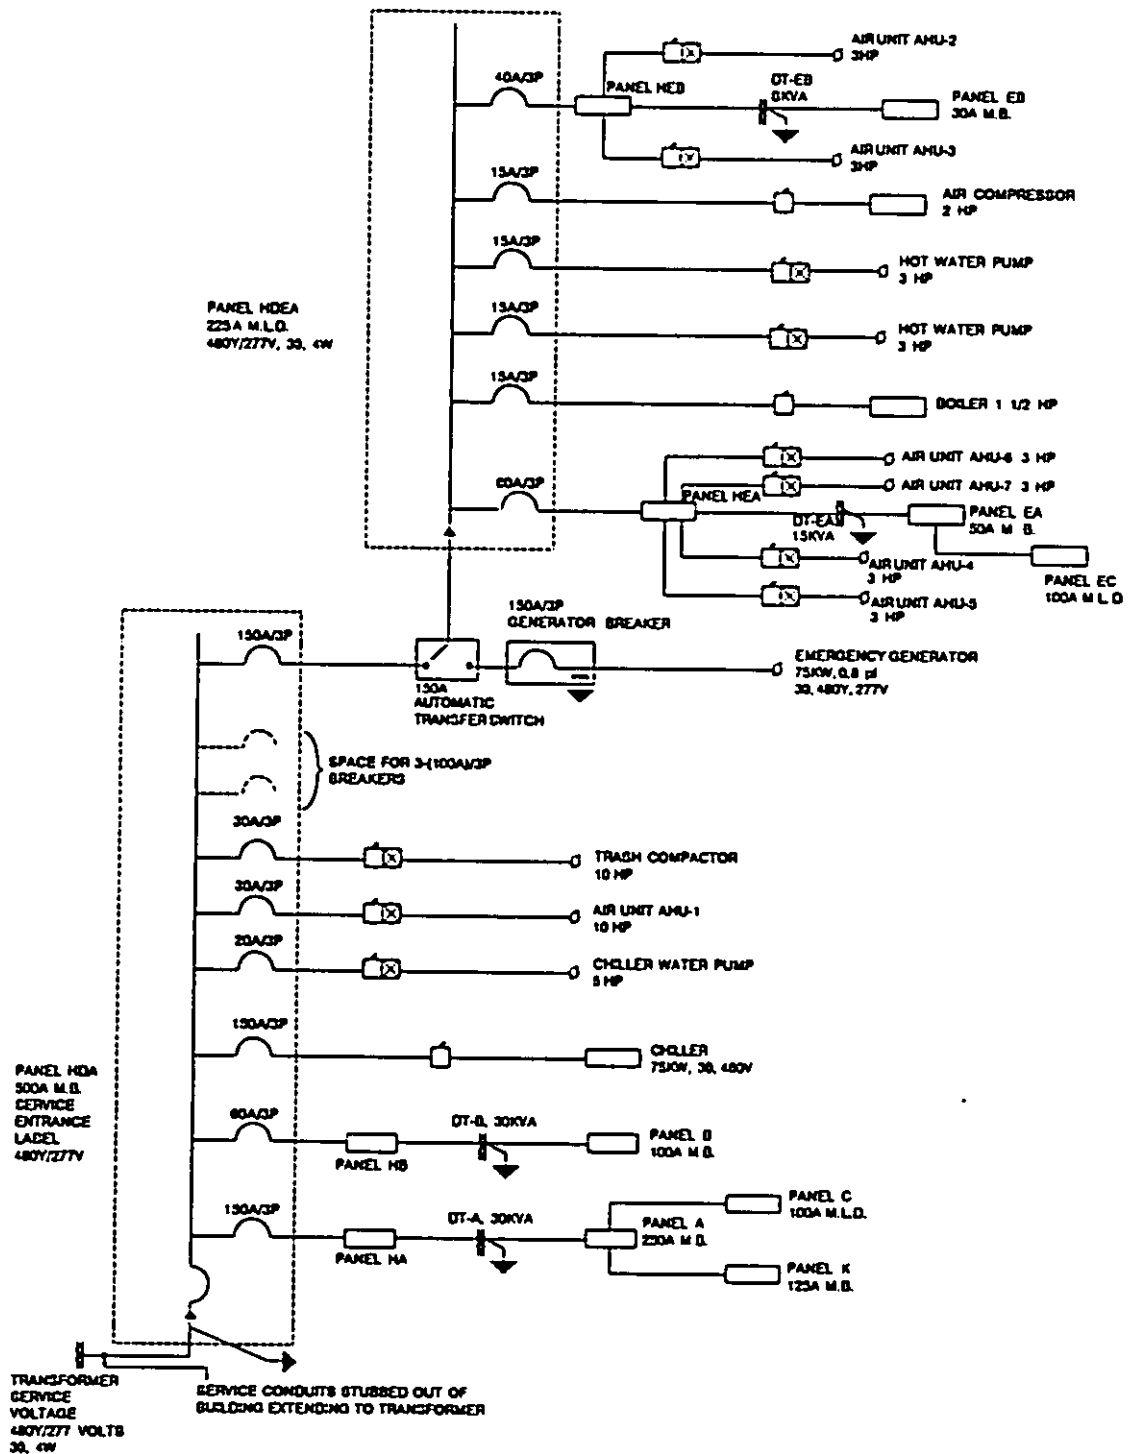 AIR UNIT AHU-2
3HP
40A/3P
PANEL HEB
DT-EB
PANEL EB
30A M.B.
AIR UNIT AHU-3
3HP
15A/3P
AIR COMPRESSOR
2 HP
15A/3P
HOT WATER PUMP
3 HP
PANEL HDEA
225A M.L.O.
480Y/277V, 3Ø, 4W
15A/3P
HOT WATER PUMP
3 HP
15A/3P
BOILER 1 1/2 HP
AIR UNIT AHU-6 3 HP
60A/3P
AIR UNIT AHU-7 3 HP
PANEL HEA
PANEL EA
50A M B.
DT-EA
15KVA
AIR UNIT AHU-4
3 HP
PANEL EC
100A M L O
AIR UNIT AHU-5
3 HP
150A/3P
GENERATOR BREAKER
150A/3P
EMERGENCY GENERATOR
75KW, 0.8 pf
3Ø, 480Y, 277V
150A
AUTOMATIC
TRANSFER SWITCH
SPACE FOR 3-(100A)/3P
BREAKERS
30A/3P
TRASH COMPACTOR
10 HP
30A/3P
AIR UNIT AHU-1
10 HP
20A/3P
CHILLER WATER PUMP
5 HP
150A/3P
CHILLER
75KW, 3Ø, 480V
PANEL HDA
500A M.B.
SERVICE
ENTRANCE
LABEL
480Y/277V
60A/3P
DT-B, 30KVA
PANEL B
100A M B.
PANEL HB
150A/3P
DT-A, 30KVA
PANEL C
100A M.L.O.
PANEL A
M B.
PANEL HA
PANEL K
125A M.B.
TRANSFORMER
SERVICE
VOLTAGE
480Y/277 VOLTS
3Ø, 4W
SERVICE CONDUITS STUBBED OUT OF
BUILDING EXTENDING TO TRANSFORMER